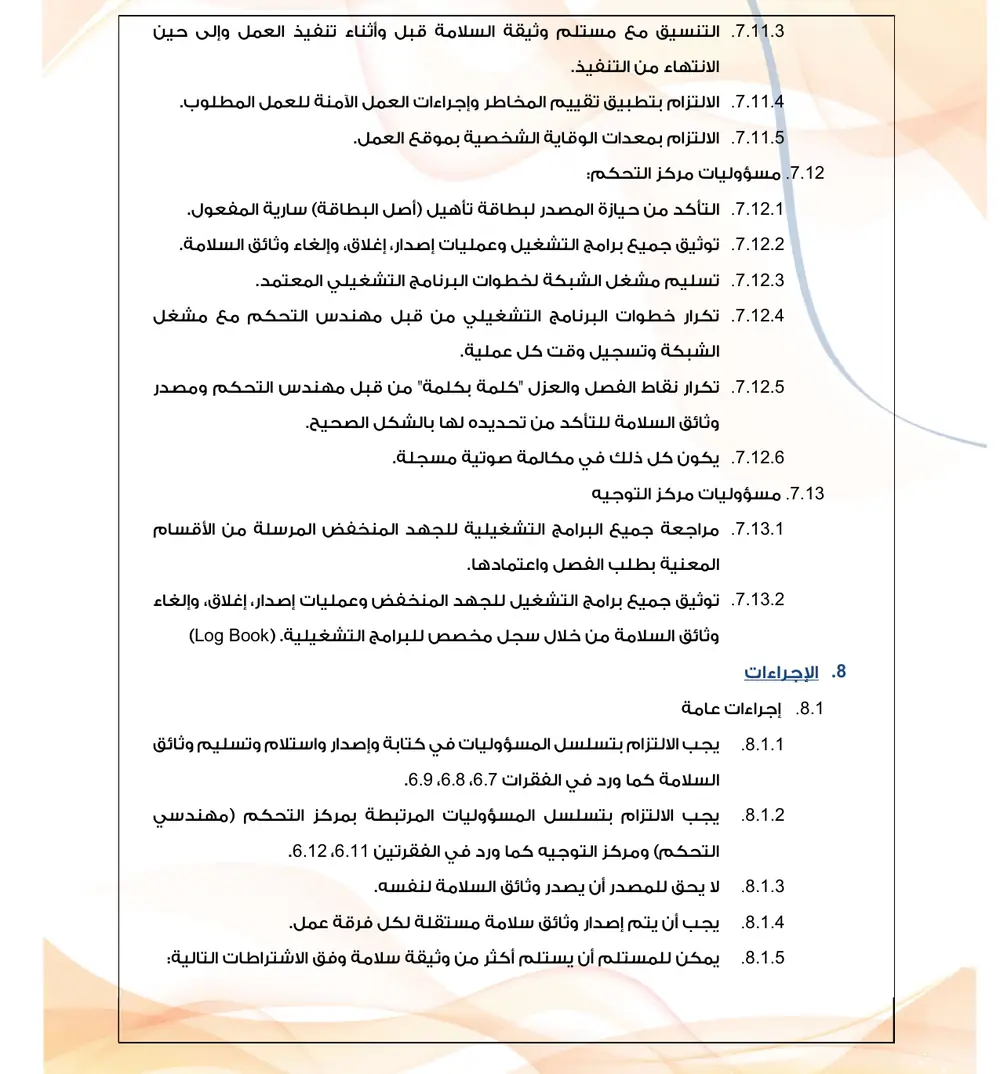 7.11.3. التنسيق مع مستلم وثيقة السلامة قبل وأثناء تنفيذ العمل وإلى حين
الانتهاء من التنفيذ.
7.11.4. الالتزام بتطبيق تقييم المخاطر وإجراءات العمل الآمنة للعمل المطلوب.
7.11.5. الالتزام بمعدات الوقاية الشخصية بموقع العمل.
7.12. مسؤوليات مركز التحكم:
7.12.1. التأكد من حيازة المصدر لبطاقة تأهيل (أصل البطاقة) سارية المفعول.
7.12.2. توثيق جميع برامج التشغيل وعمليات إصدار، إغلاق، وإلغاء وثائق السلامة.
7.12.3. تسليم مشغل الشبكة لخطوات البرنامج التشغيلي المعتمد.
7.12.4. تكرار خطوات البرنامج التشغيلي من قبل مهندس التحكم مع مشغل
الشبكة وتسجيل وقت كل عملية.
7.12.5. تكرار نقاط الفصل والعزل "كلمة بكلمة" من قبل مهندس التحكم ومصدر
وثائق السلامة للتأكد من تحديده لها بالشكل الصحيح.
7.12.6. يكون كل ذلك في مكالمة صوتية مسجلة.
7.13. مسؤوليات مركز التوجيه
7.13.1. مراجعة جميع البرامج التشغيلية للجهد المنخفض المرسلة من الأقسام
المعنية بطلب الفصل واعتمادها.
7.13.2. توثيق جميع برامج التشغيل للجهد المنخفض وعمليات إصدار، إغلاق، وإلغاء
وثائق السلامة من خلال سجل مخصص للبرامج التشغيلية. (Log Book)
8. الإجراءات
8.1. إجراءات عامة
8.1.1. يجب الالتزام بتسلسل المسؤوليات في كتابة وإصدار واستلام وتسليم وثائق
السلامة كما ورد في الفقرات 6.7، 6.8، 6.9.
8.1.2. يجب الالتزام بتسلسل المسؤوليات المرتبطة بمركز التحكم (مهندسي
التحكم) ومركز التوجيه كما ورد في الفقرتين 6.11، 6.12.
8.1.3. لا يحق للمصدر أن يصدر وثائق السلامة لنفسه.
8.1.4. يجب أن يتم إصدار وثائق سلامة مستقلة لكل فرقة عمل.
8.1.5. يمكن للمستلم أن يستلم أكثر من وثيقة سلامة وفق الاشتراطات التالية: